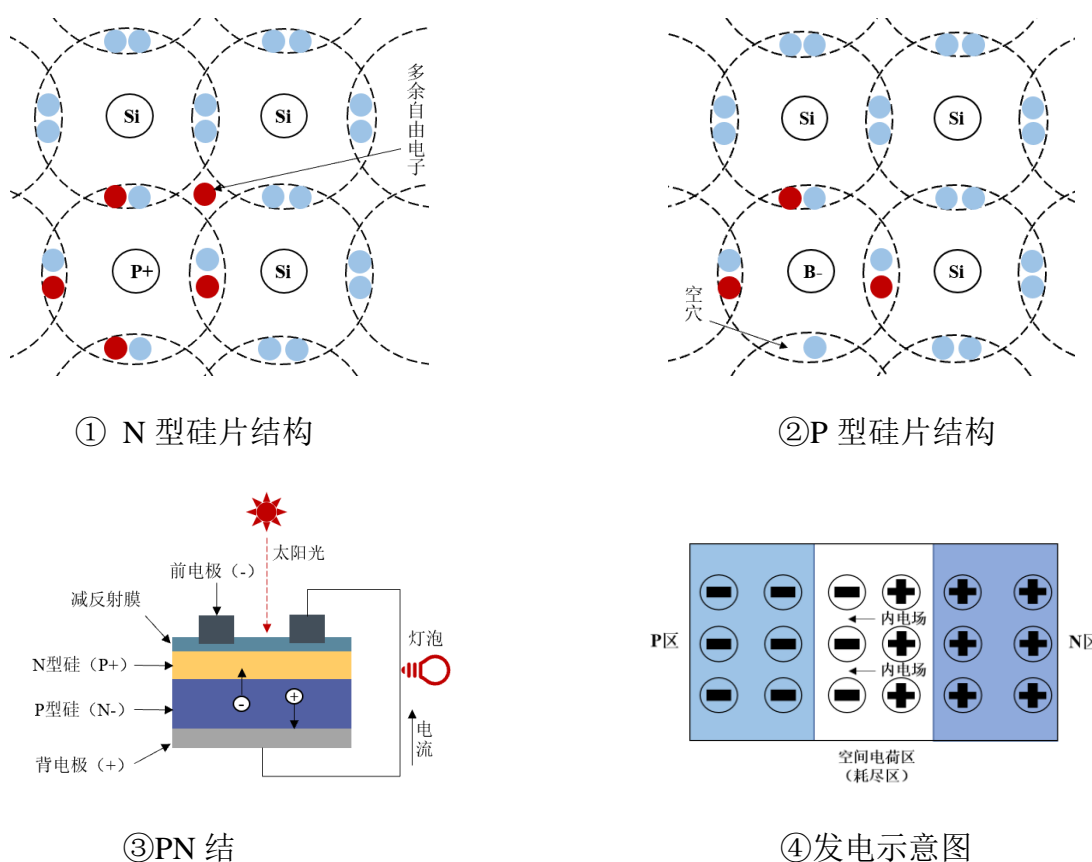 Si
Si
多余自由电子
P+
Si
① N 型硅片结构
Si
Si
B-
Si
空穴
②P 型硅片结构
太阳光
前电极（-）
减反射膜
灯泡
N型硅（P+）
P型硅（N-）
-
+
电流
背电极（+）
③PN 结
P区
内电场
内电场
N区
空间电荷区
（耗尽区）
④发电示意图